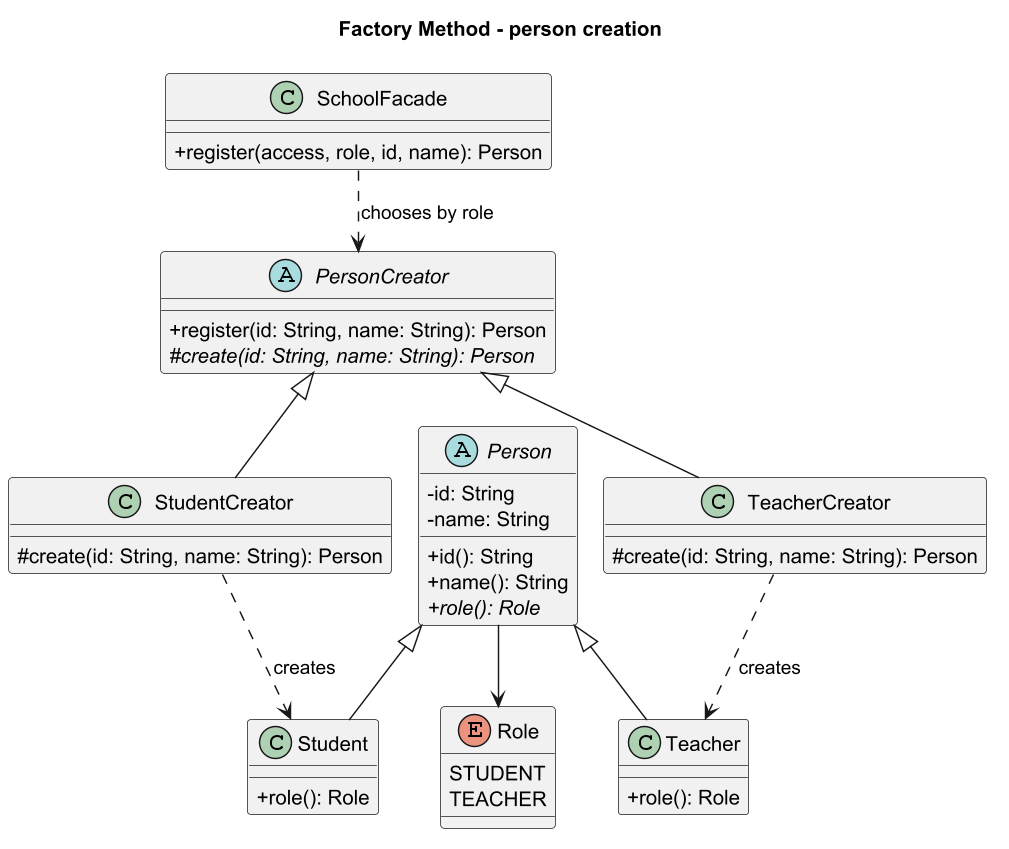 Factory Method - person creation
C SchoolFacade
+register(access, role, id, name): Person
chooses by role
A PersonCreator
+register(id: String, name: String): Person
#create(id: String, name: String): Person
A Person
-id: String
-name: String
+id(): String
+name(): String
+role(): Role
C StudentCreator
#create(id: String, name: String): Person
C TeacherCreator
#create(id: String, name: String): Person
creates
creates
C Student
+role(): Role
E Role
STUDENT
TEACHER
C Teacher
+role(): Role